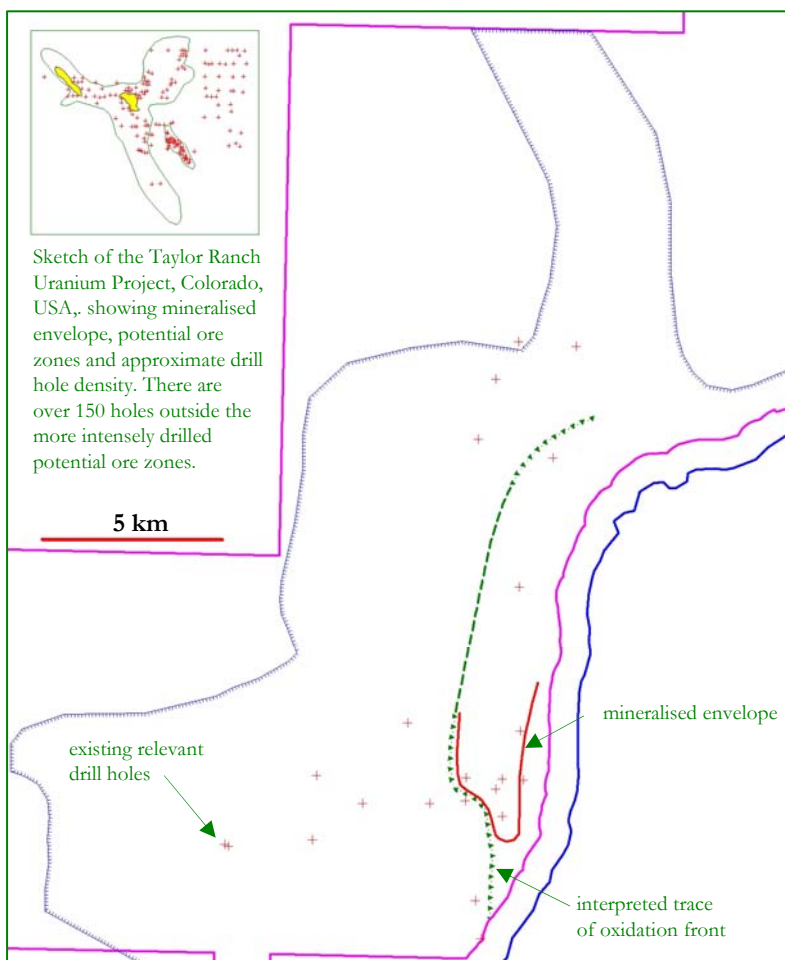 Sketch of the Taylor Ranch
Uranium Project, Colorado,
USA,. showing mineralised
envelope, potential ore
zones and approximate drill
hole density. There are
over 150 holes outside the
more intensely drilled
potential ore zones.
5 km
mineralised envelope
existing relevant
drill holes
interpreted trace
of oxidation front